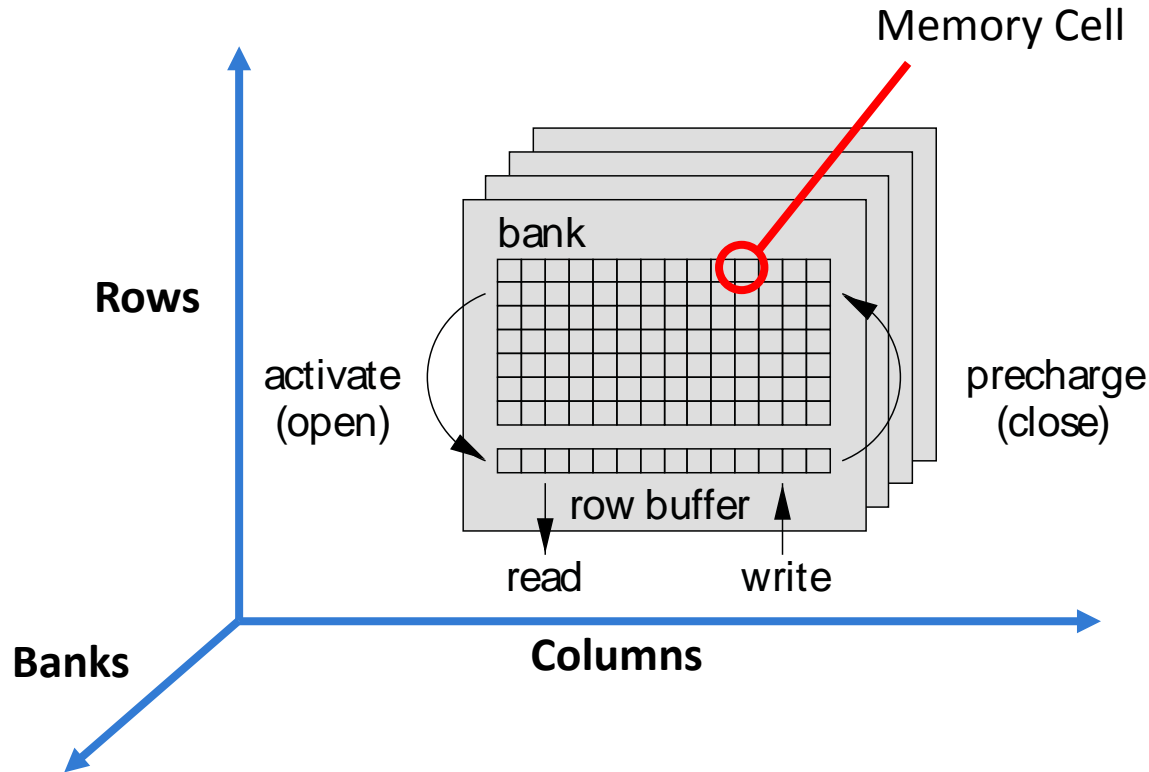 Memory Cell
bank
Rows
activate
(open)
precharge
(close)
row buffer
read
write
Banks
Columns